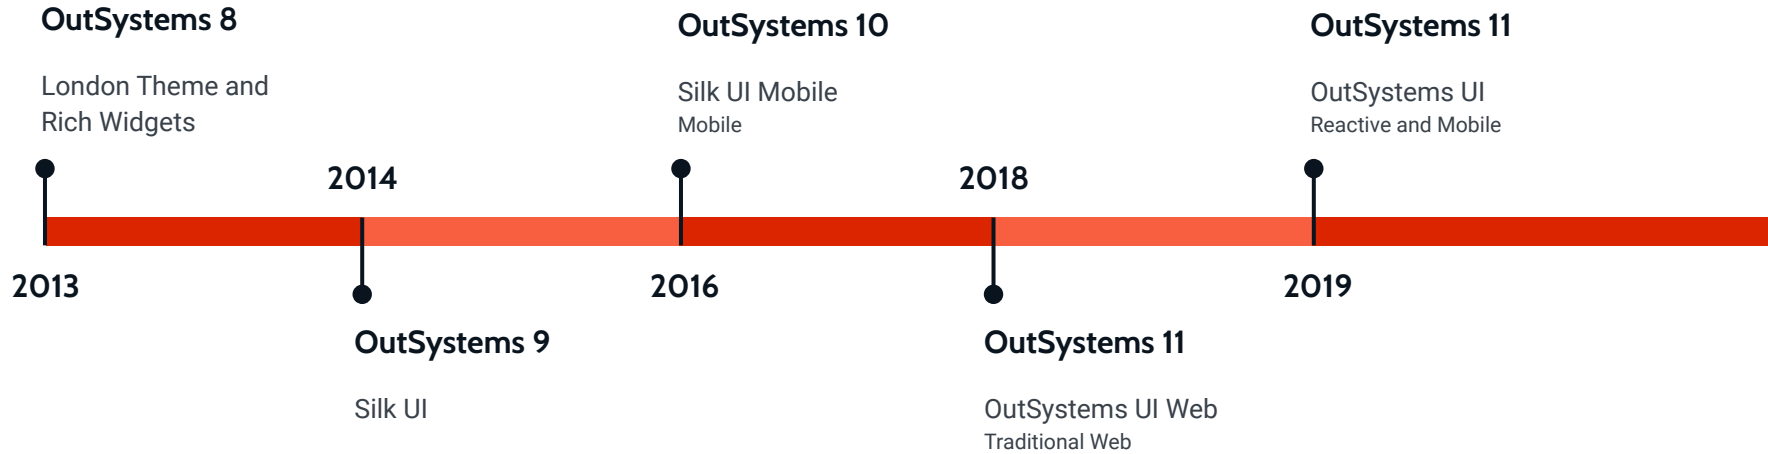 OutSystems 8
London Theme and
Rich Widgets
2013
2014
OutSystems 9
Silk UI
OutSystems 10
Silk UI Mobile
Mobile
2016
2018
OutSystems 11
OutSystems UI Web
Traditional Web
OutSystems 11
OutSystems UI
Reactive and Mobile
2019